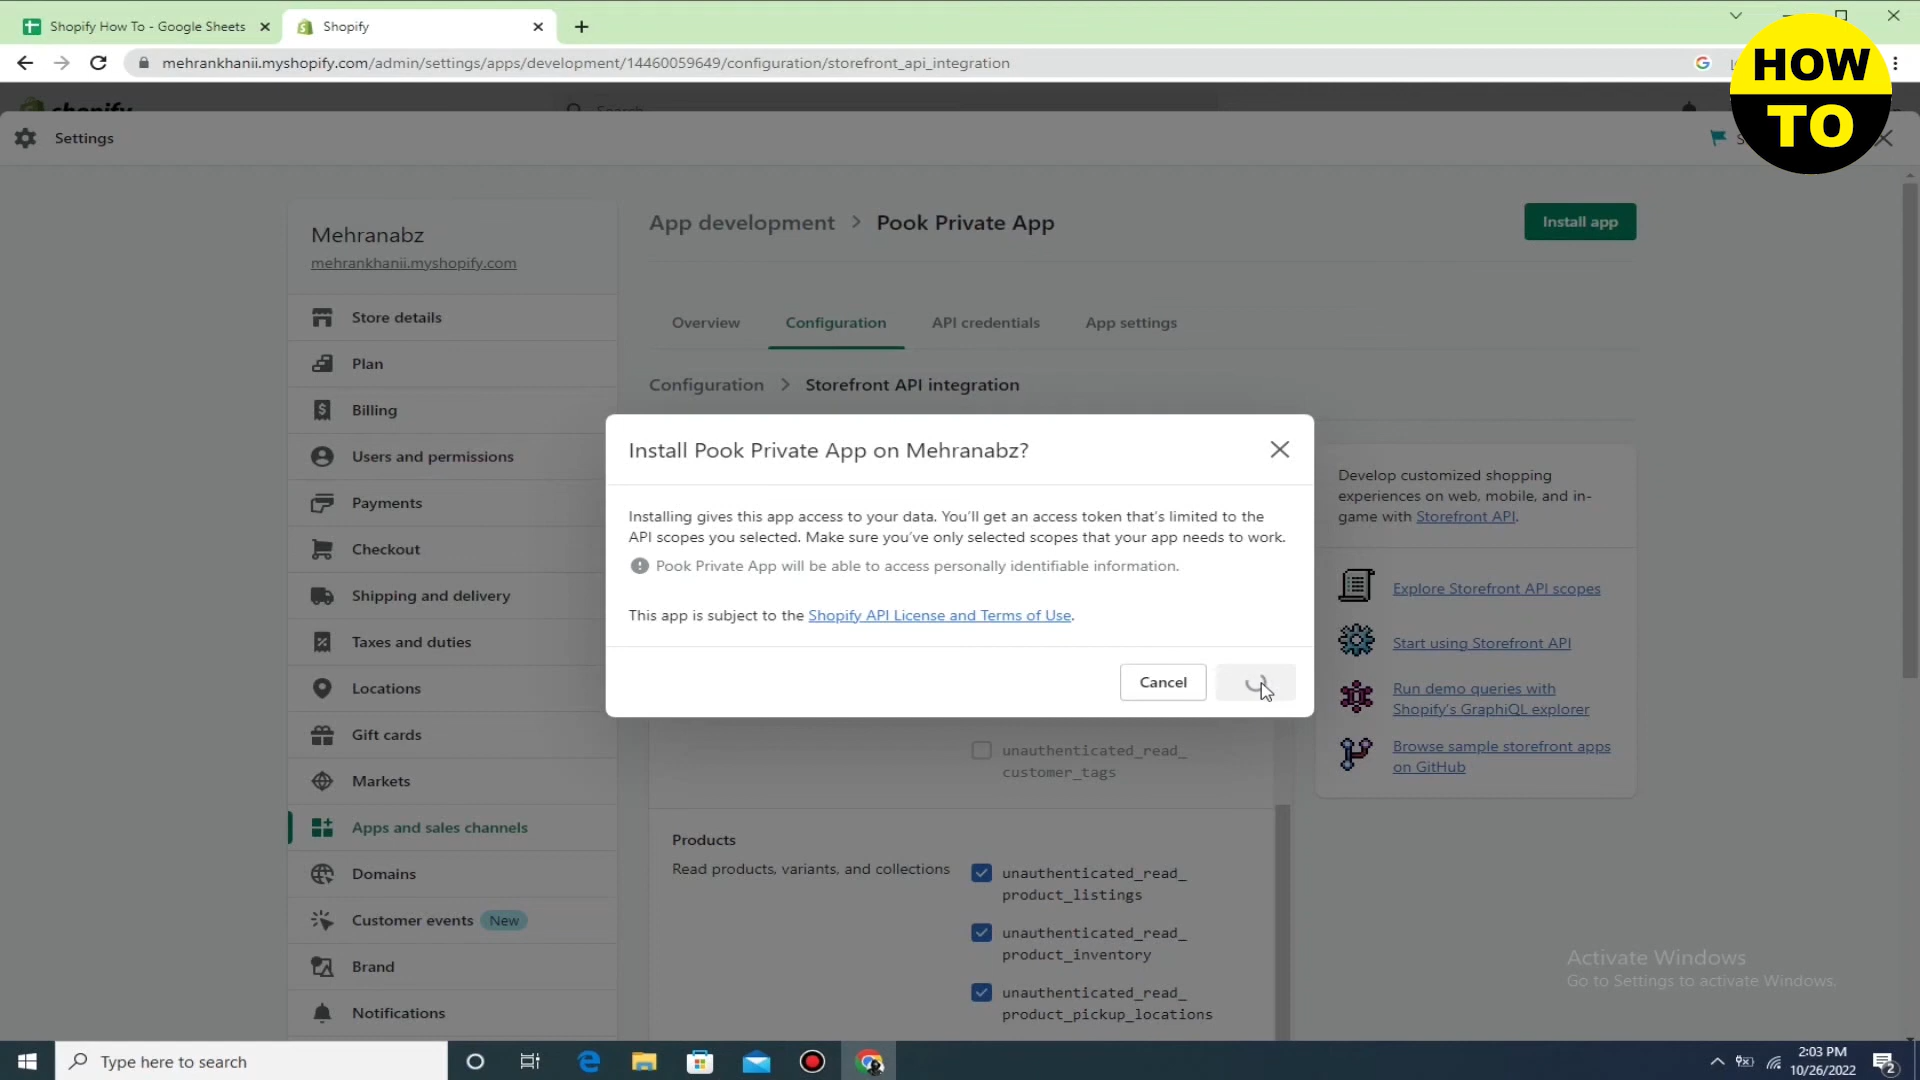 Shopify How To - Google Sheets
Shopify
mehrankhanii.myshopify.com/admin/settings/apps/development/14460059649/configuration/storefront_api_integration
HOW
TO
shopify
Search
Settings
Mehranabz
mehrankhanii.myshopify.com
Store details
Plan
Billing
Users and permissions
Payments
Checkout
Shipping and delivery
Taxes and duties
Locations
Gift cards
Markets
Apps and sales channels
Domains
Customer events New
Brand
Notifications
App development > Pook Private App
Install app
Overview Configuration API credentials App settings
Configuration > Storefront API integration
Install Pook Private App on Mehranabz?
Installing gives this app access to your data. You'll get an access token that's limited to the
API scopes you selected. Make sure you've only selected scopes that your app needs to work.
Pook Private App will be able to access personally identifiable information.
This app is subject to the Shopify API License and Terms of Use.
Cancel
unauthenticated_read_
customer_tags
Products
Read products, variants, and collections
unauthenticated_read_
product_listings
unauthenticated_read_
product_inventory
unauthenticated_read_
product_pickup_locations
Develop customized shopping
experiences on web, mobile, and in-
game with Storefront API.
Explore Storefront API scopes
Start using Storefront API
Run demo queries with
Shopify's GraphiQL explorer
Browse sample storefront apps
on GitHub
Activate Windows
Go to Settings to activate Windows.
Type here to search
2:03 PM
10/26/2022
2